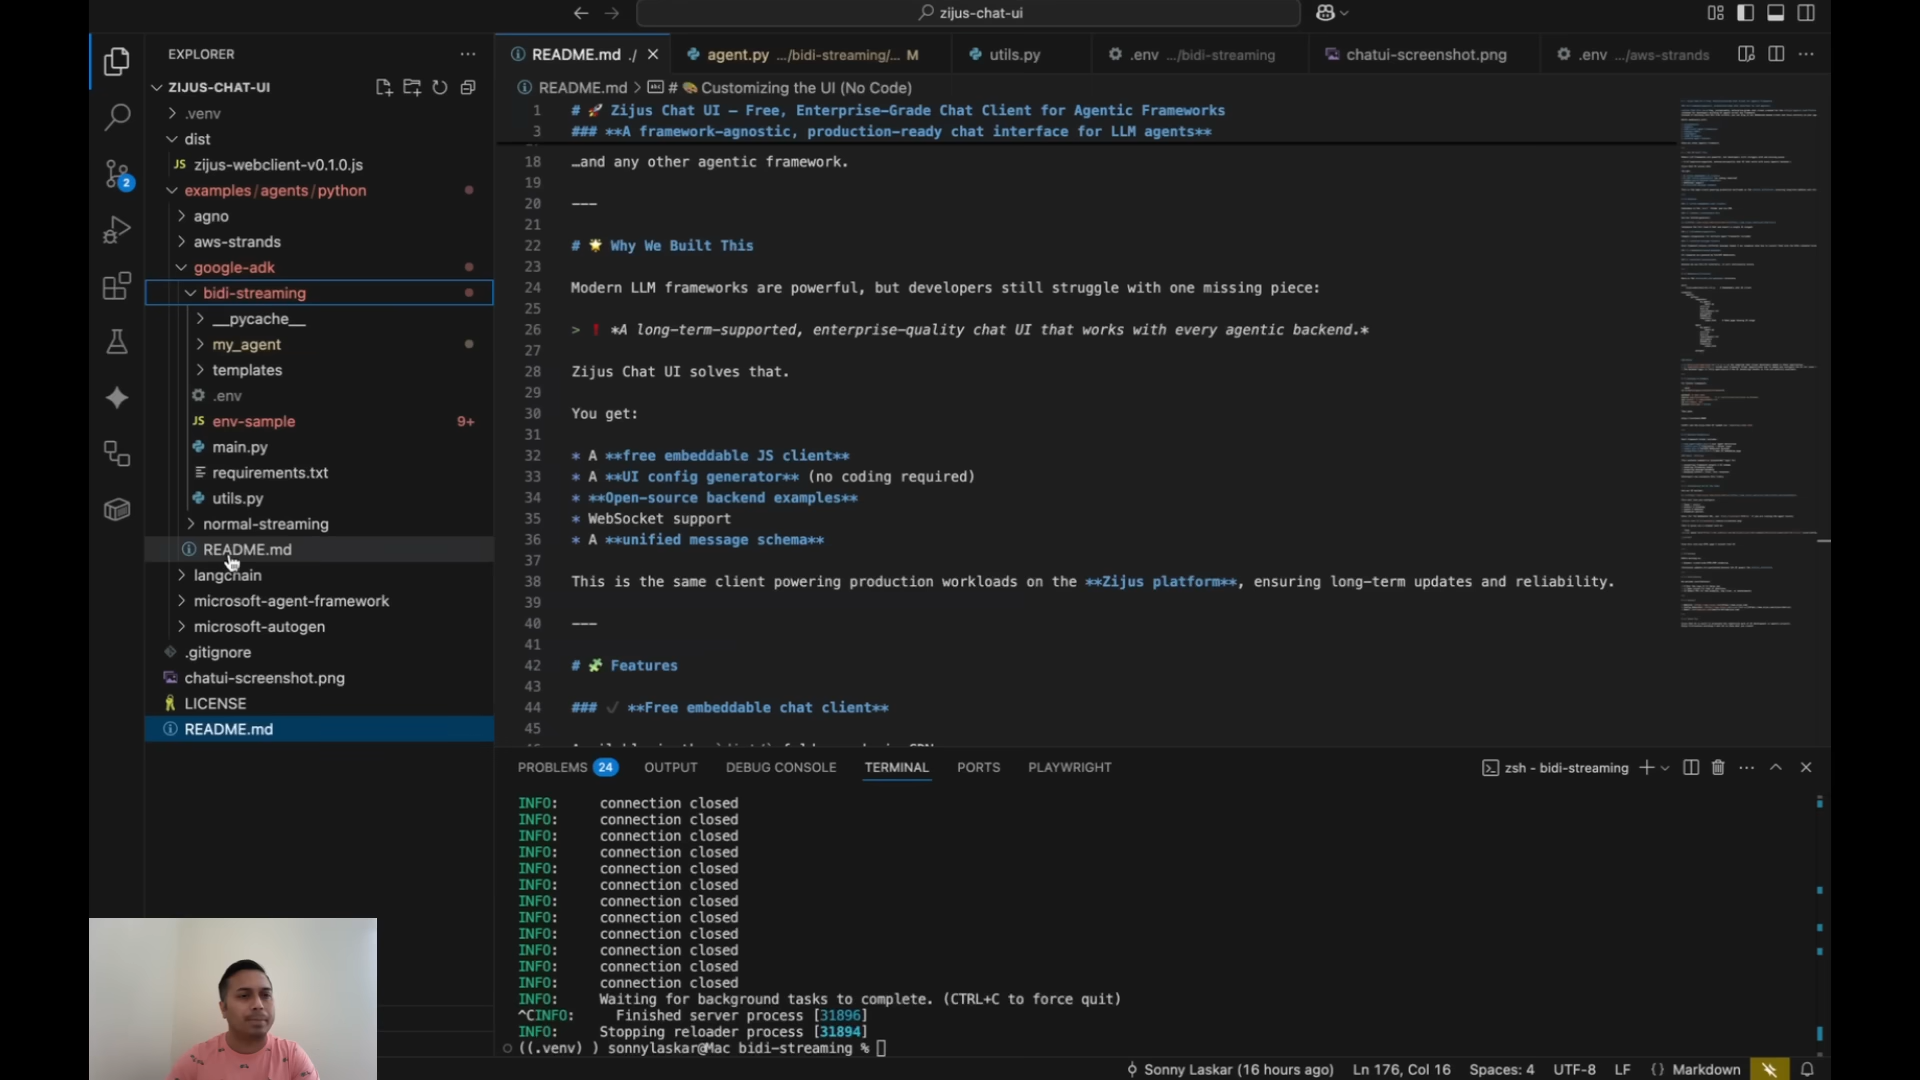 zijus-chat-ui
EXPLORER
ZIJUS-CHAT-UI
.venv
dist
JS zijus-webclient-v0.1.0.js
examples/agents/python
agno
aws-strands
google-adk
bidi-streaming
__pycache__
my_agent
templates
.env
JS env-sample 9+
main.py
requirements.txt
utils.py
normal-streaming
README.md
langchain
microsoft-agent-framework
microsoft-autogen
.gitignore
chatui-screenshot.png
LICENSE
README.md
2
README.md ./
agent.py .../bidi-streaming/... M
utils.py
.env .../bidi-streaming
chatui-screenshot.png
.env .../aws-strands
README.md > # 🎨 Customizing the UI (No Code)
1 # 🚀 Zijus Chat UI – Free, Enterprise-Grade Chat Client for Agentic Frameworks
3 ### **A framework-agnostic, production-ready chat interface for LLM agents**
18 …and any other agentic framework.
19
20 ---
21
22 # 🌟 Why We Built This
23
24 Modern LLM frameworks are powerful, but developers still struggle with one missing piece:
25
26 > ❗ *A long-term-supported, enterprise-quality chat UI that works with every agentic backend.*
27
28 Zijus Chat UI solves that.
29
30 You get:
31
32 * A **free embeddable JS client**
33 * A **UI config generator** (no coding required)
34 * **Open-source backend examples**
35 * WebSocket support
36 * A **unified message schema**
37
38 This is the same client powering production workloads on the **Zijus platform**, ensuring long-term updates and reliability.
39
40 ---
41
42 # 🧩 Features
43
44 ### ✔ **Free embeddable chat client**
45
PROBLEMS 24
OUTPUT
DEBUG CONSOLE
TERMINAL
PORTS
PLAYWRIGHT
zsh - bidi-streaming
INFO: connection closed
INFO: connection closed
INFO: connection closed
INFO: connection closed
INFO: connection closed
INFO: connection closed
INFO: connection closed
INFO: connection closed
INFO: connection closed
INFO: connection closed
INFO: connection closed
INFO: connection closed
INFO: Waiting for background tasks to complete. (CTRL+C to force quit)
^CINFO: Finished server process [31896]
INFO: Stopping reloader process [31894]
((.venv) ) sonnylaskar@Mac bidi-streaming %
Sonny Laskar (16 hours ago)
Ln 176, Col 16
Spaces: 4
UTF-8
LF
{} Markdown